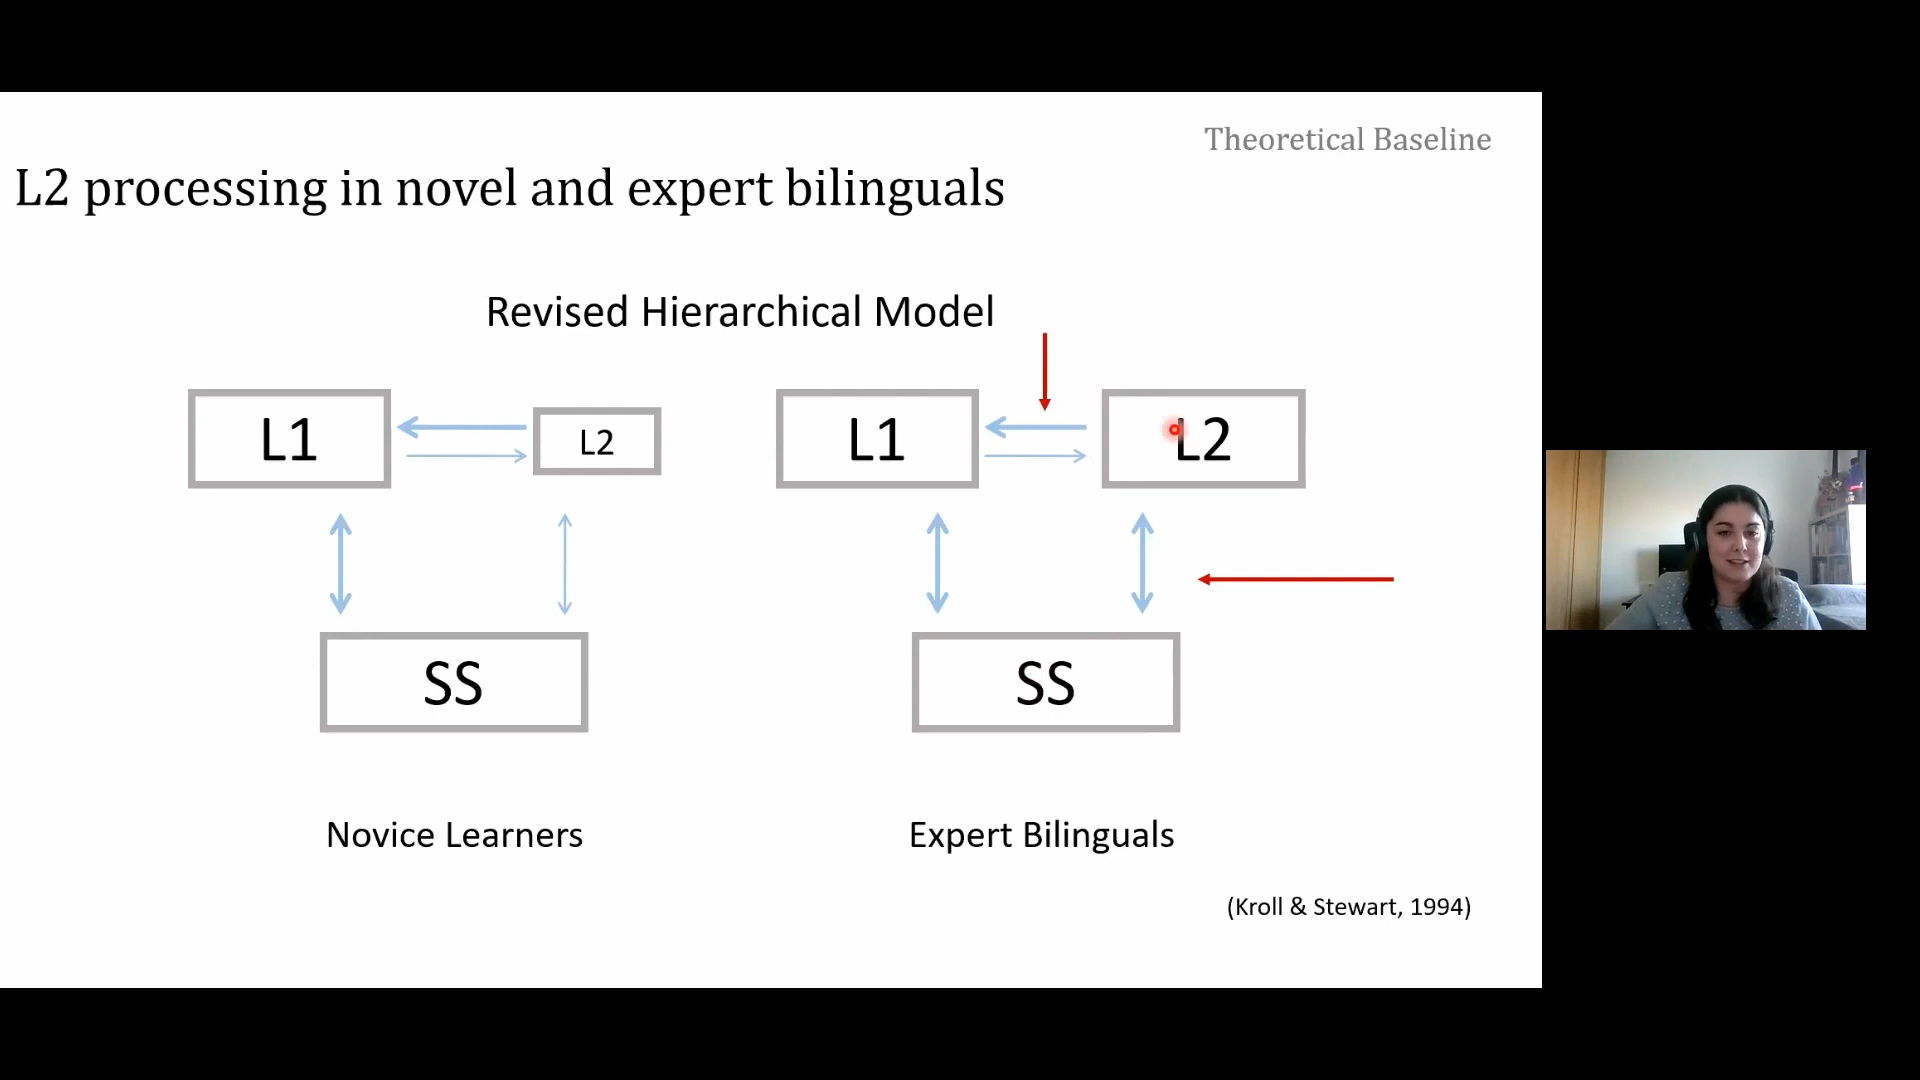 Theoretical Baseline
L2 processing in novel and expert bilinguals
Revised Hierarchical Model
L1
L2
SS
Novice Learners
L1
L2
SS
Expert Bilinguals
(Kroll & Stewart, 1994)